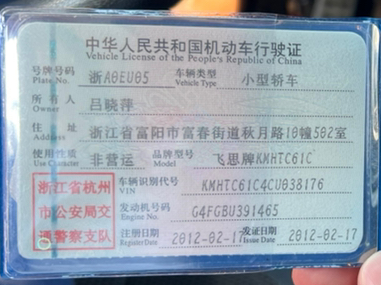 中华人民共和国机动车行驶证
Vehicle License of the People's Republic of China
号牌号码 浙A0EU05 车辆类型 小型轿车
Plate No. Vehicle Type
所有人 吕晓萍
Owner
住址 浙江省富阳市富春街道秋月路10幢502室
Address
使用性质 非营运 品牌型号 飞思牌KMHTC61C
Use Character Model
浙江省杭州
市公安局交
通警察支队
车辆识别代号 KMHTC61C4CU038176
VIN
发动机号码 G4FGBU391465
Engine No.
注册日期 2012-02-17 发证日期 2012-02-17
Register Date Issue Date